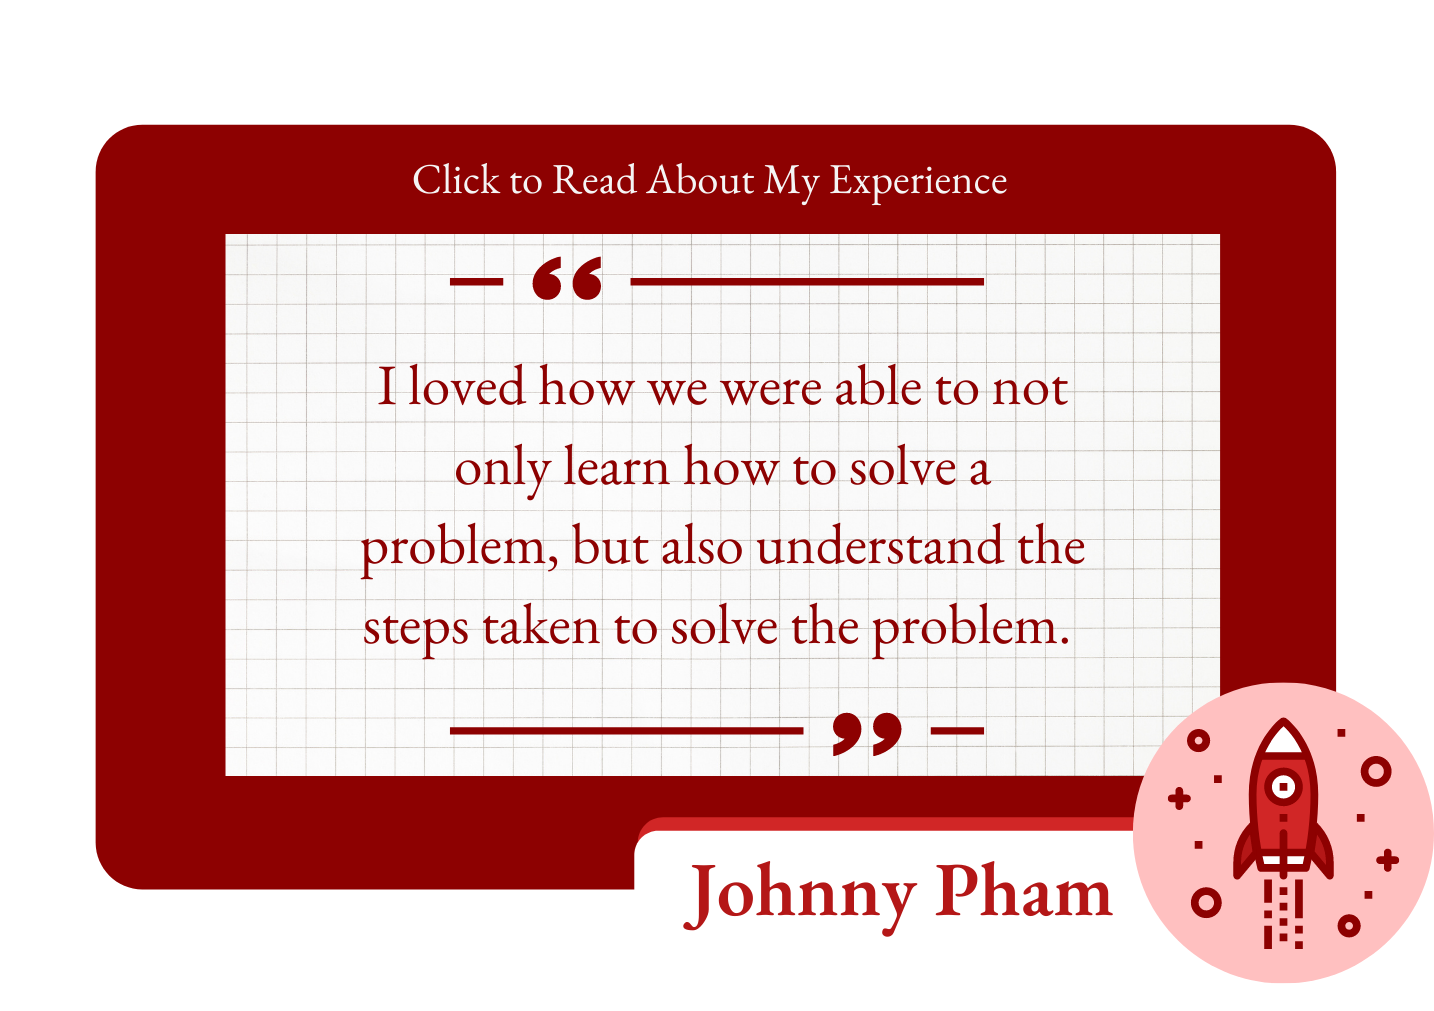 Click to Read About My Experience
“
I loved how we were able to not
only learn how to solve a
problem, but also understand the
steps taken to solve the problem.
”
Johnny Pham